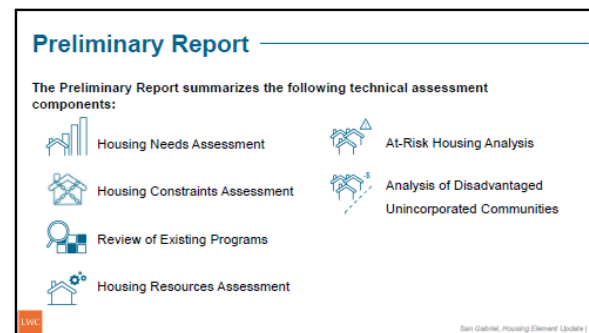 Preliminary Report
The Preliminary Report summarizes the following technical assessment
components:
Housing Needs Assessment
Housing Constraints Assessment
Review of Existing Programs
Housing Resources Assessment
At-Risk Housing Analysis
Analysis of Disadvantaged
Unincorporated Communities
LWC
San Gabriel, Housing Element Update |